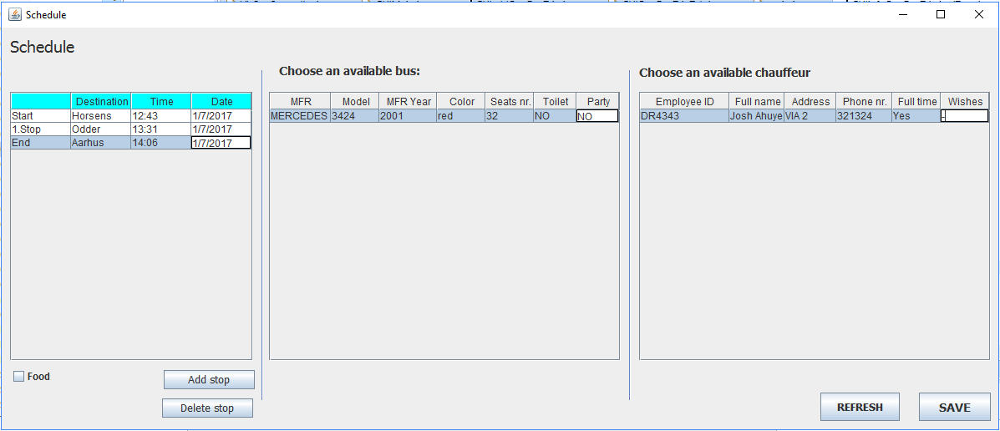 Schedule
Schedule
Choose an available bus:
Choose an available chauffeur
Destination Time Date
Start Horsens 12:43 1/7/2017
1.Stop Odder 13:31 1/7/2017
End Aarhus 14:06 1/7/2017
MFR Model MFR Year Color Seats nr. Toilet Party
MERCEDES 3424 2001 red 32 NO NO
Employee ID Full name Address Phone nr. Full time Wishes
DR4343 Josh Ahuye VIA 2 321324 Yes -
Food
Add stop
Delete stop
REFRESH
SAVE